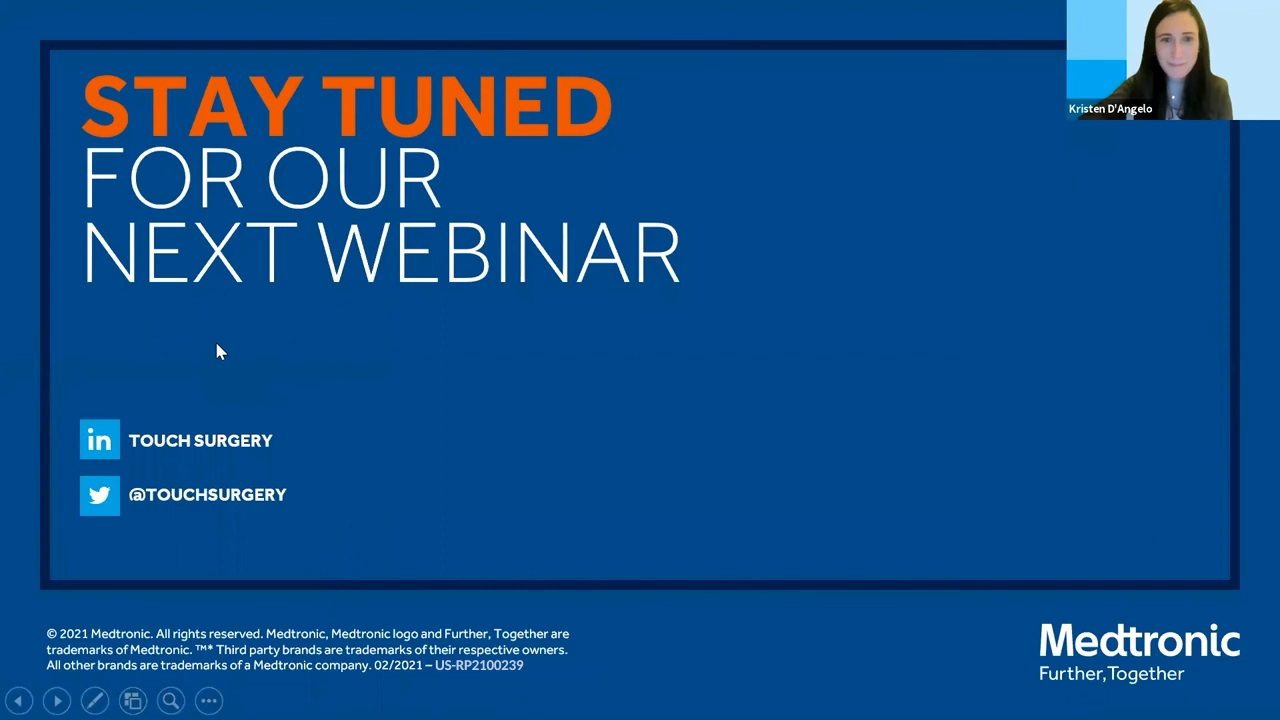 STAY TUNED
FOR OUR
NEXT WEBINAR
Kristen D'Angelo
in TOUCH SURGERY
@TOUCHSURGERY
© 2021 Medtronic. All rights reserved. Medtronic, Medtronic logo and Further, Together are
trademarks of Medtronic. ™* Third party brands are trademarks of their respective owners.
All other brands are trademarks of a Medtronic company. 02/2021 – US-RP2100239
Medtronic
Further, Together